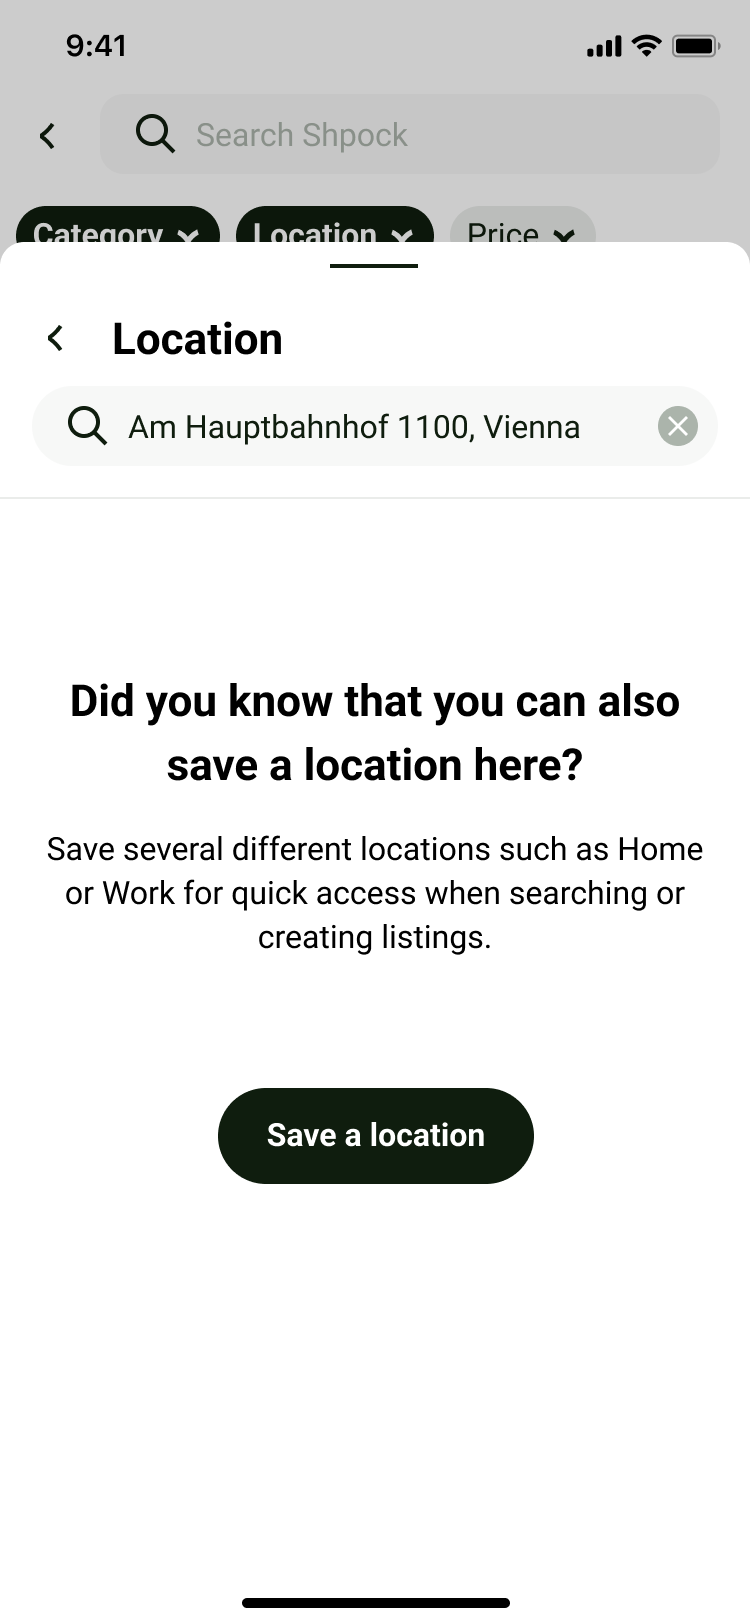 9:41
Search Shpock
Category
Location
Price
Location
Am Hauptbahnhof 1100, Vienna
Did you know that you can also
save a location here?
Save several different locations such as Home
or Work for quick access when searching or
creating listings.
Save a location